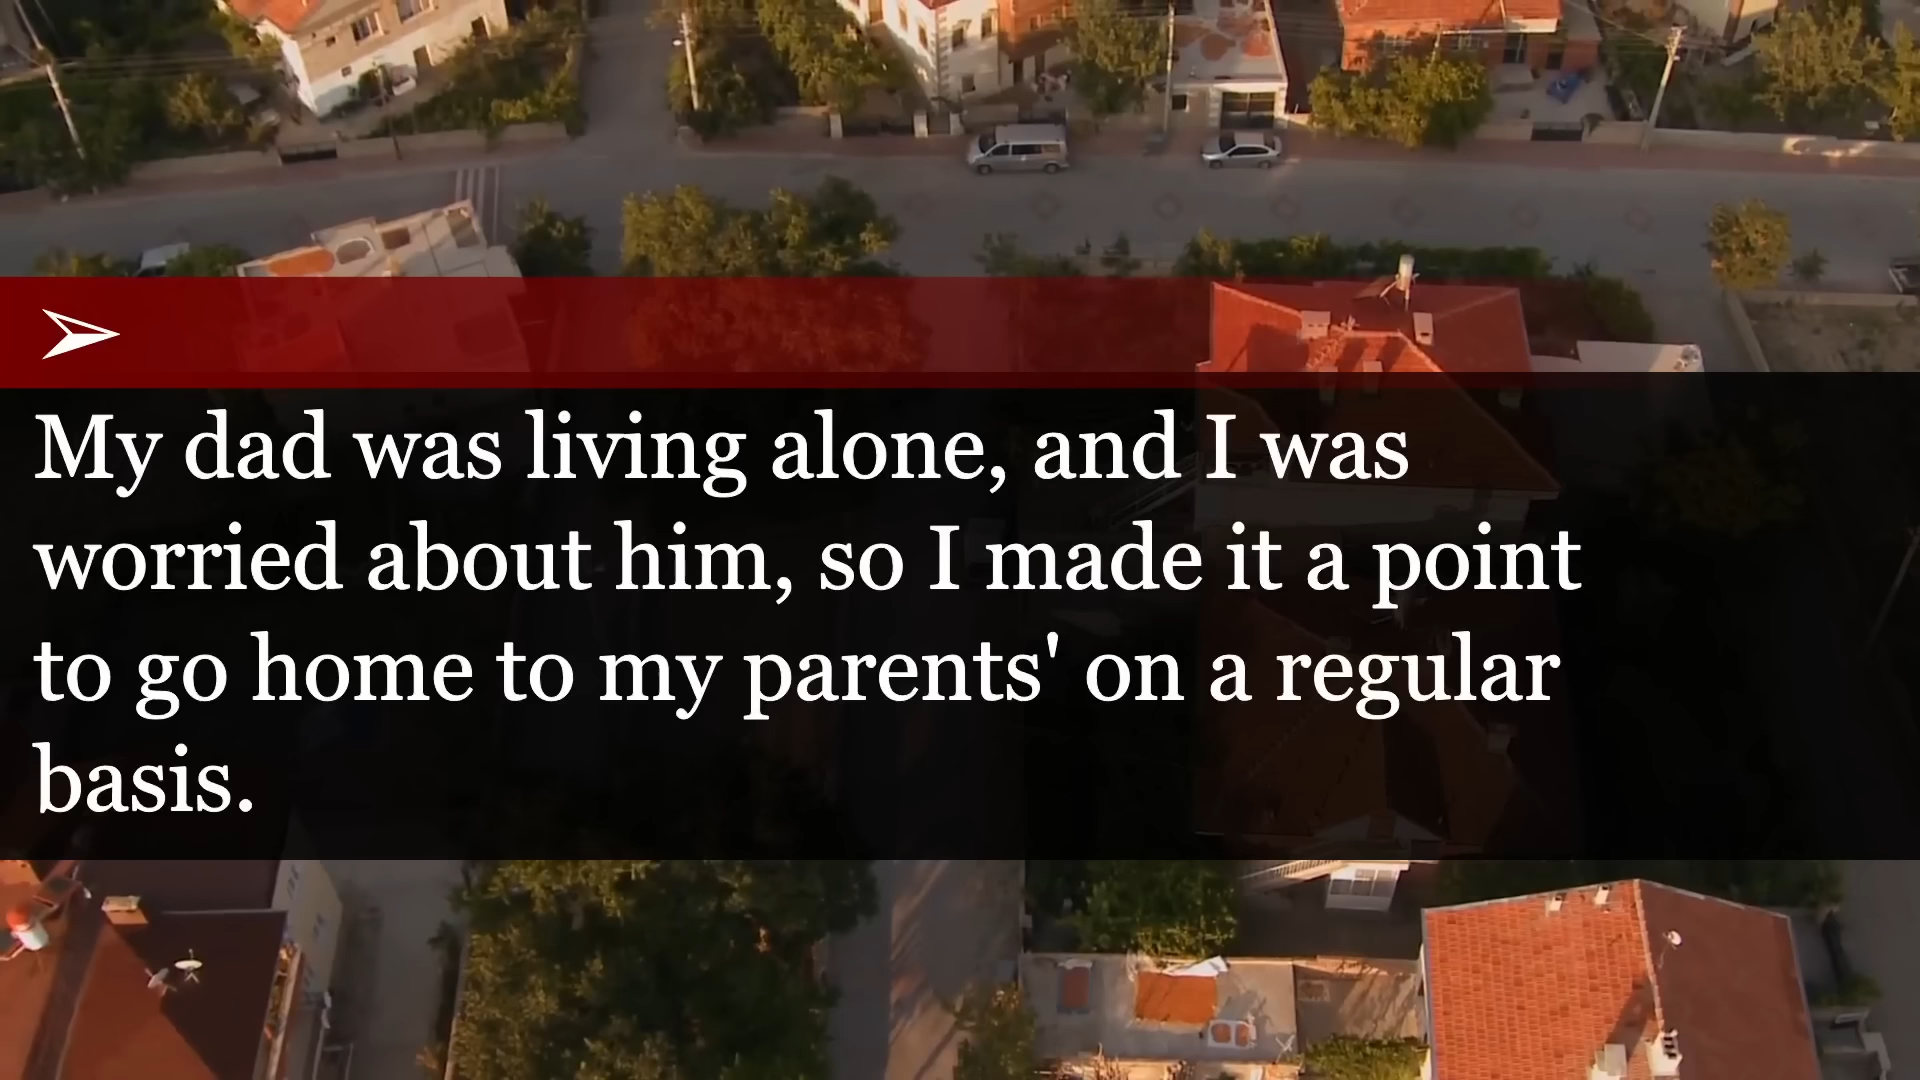 My dad was living alone, and I was
worried about him, so I made it a point
to go home to my parents' on a regular
basis.